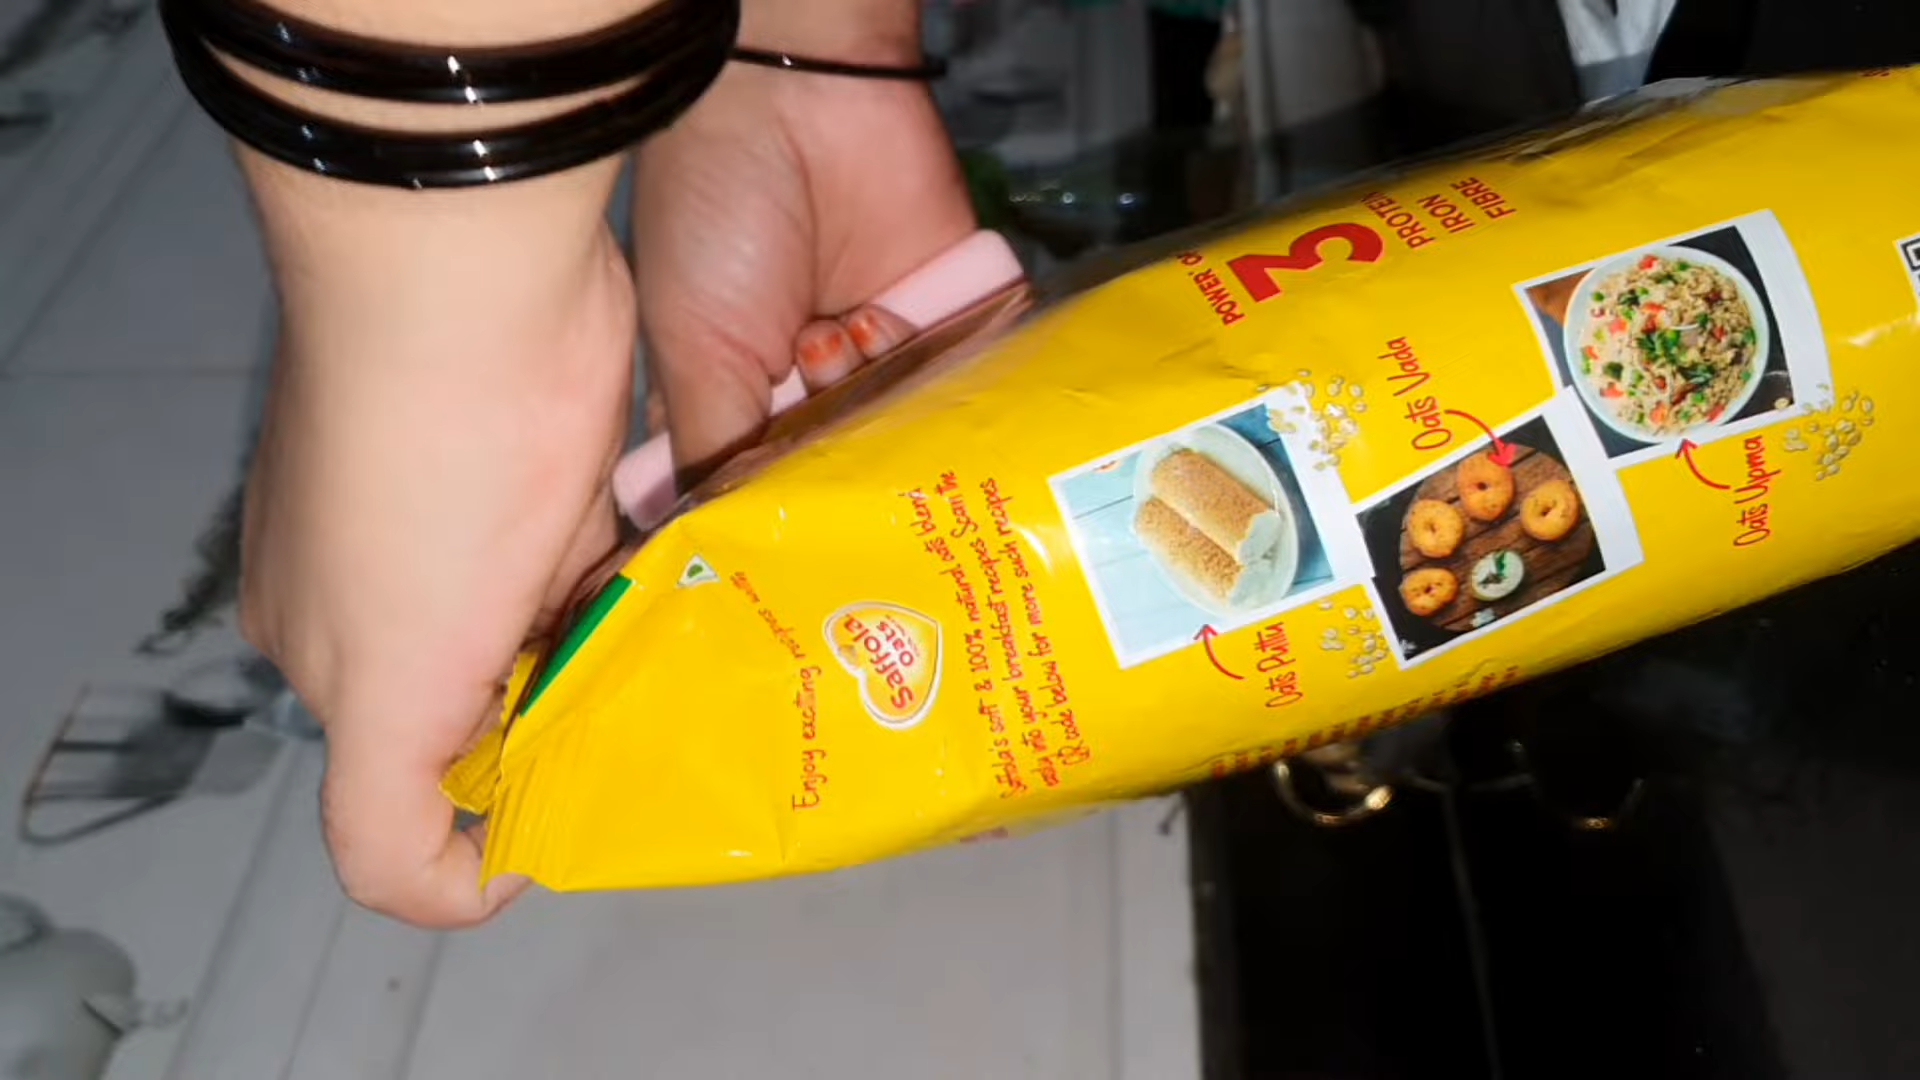 POWER OF
3
PROTEIN
IRON
FIBRE
Enjoy exciting recipes with
Saffola
Oats
Saffola's soft & 100% natural oats blend
easily into your breakfast recipes. Scan the
QR code below for more such recipes
Oats Puttu
Oats Vada
Oats Upma